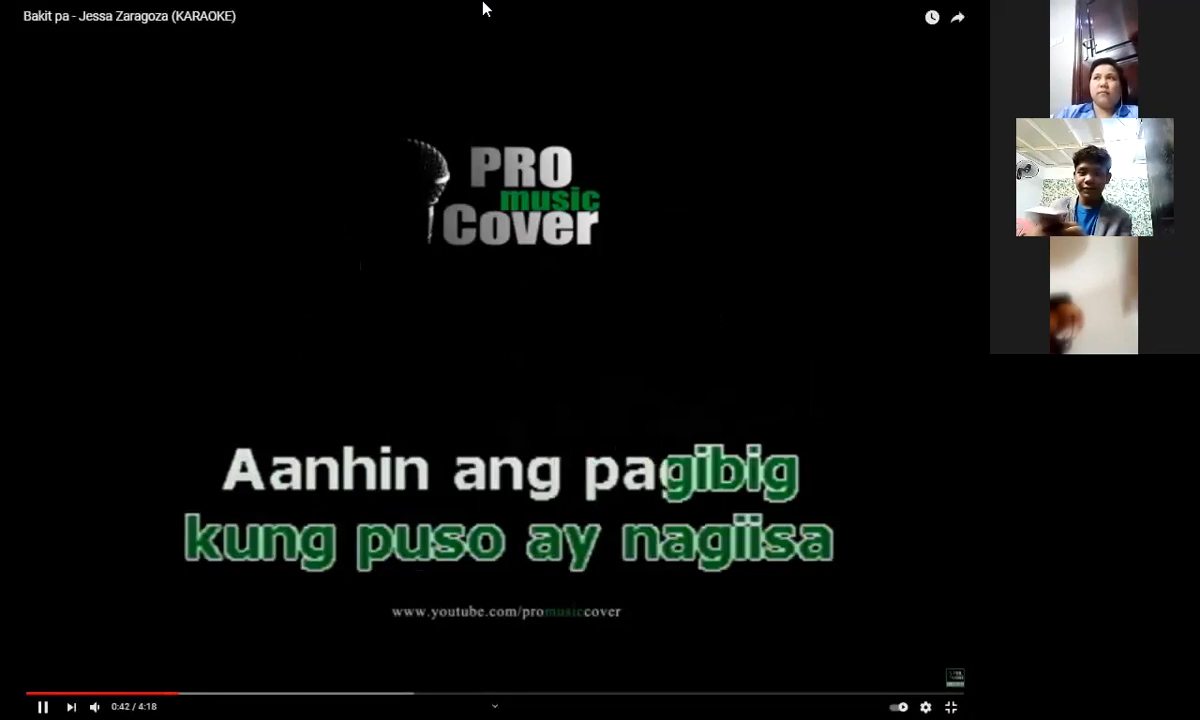 Bakit pa - Jessa Zaragoza (KARAOKE)
PRO
music
Cover
Aanhin ang pagibig
kung puso ay nagiisa
www.youtube.com/promusiccover
0:42 / 4:18